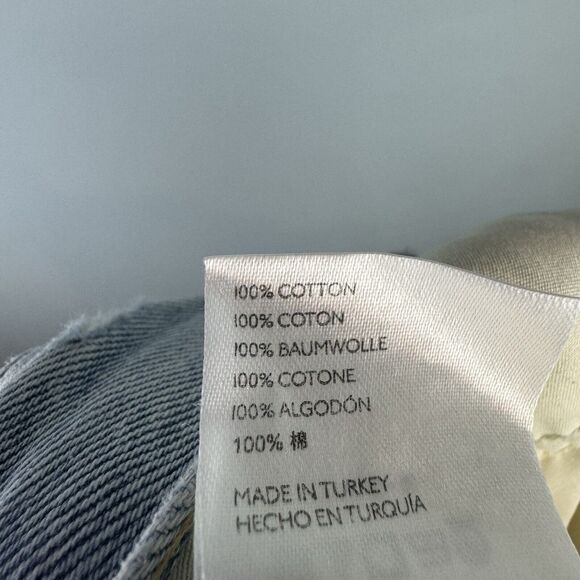 100% COTTON
100% COTON
100% BAUMWOLLE
100% COTONE
100% ALGODÓN
100% 棉
MADE IN TURKEY
HECHO EN TURQUÍA